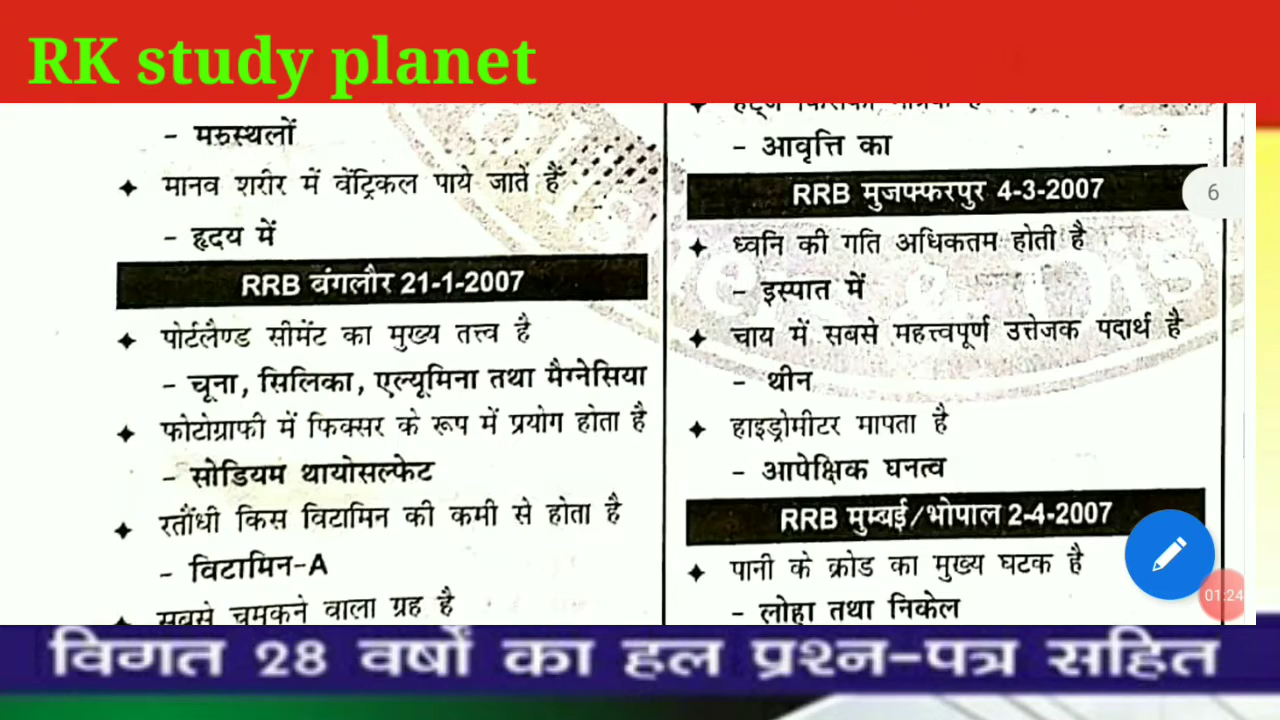 RK study planet
- मरुस्थलों
✦ मानव शरीर में वेंट्रिकल पाये जाते हैं
- हृदय में
RRB बंगलौर 21-1-2007
✦ पोर्टलैण्ड सीमेंट का मुख्य तत्त्व है
- चूना, सिलिका, एल्यूमिना तथा मैग्नेसिया
✦ फोटोग्राफी में फिक्सर के रूप में प्रयोग होता है
- सोडियम थायोसल्फेट
✦ रतौंधी किस विटामिन की कमी से होता है
- विटामिन-A
✦ सबसे चमकने वाला ग्रह है
- आवृत्ति का
RRB मुजफ्फरपुर 4-3-2007
✦ ध्वनि की गति अधिकतम होती है
- इस्पात में
✦ चाय में सबसे महत्त्वपूर्ण उत्तेजक पदार्थ है
- थीन
✦ हाइड्रोमीटर मापता है
- आपेक्षिक घनत्व
RRB मुम्बई/भोपाल 2-4-2007
✦ पानी के क्रोड का मुख्य घटक है
- लोहा तथा निकेल
6
01:24
विगत 28 वर्षों का हल प्रश्न-पत्र सहित